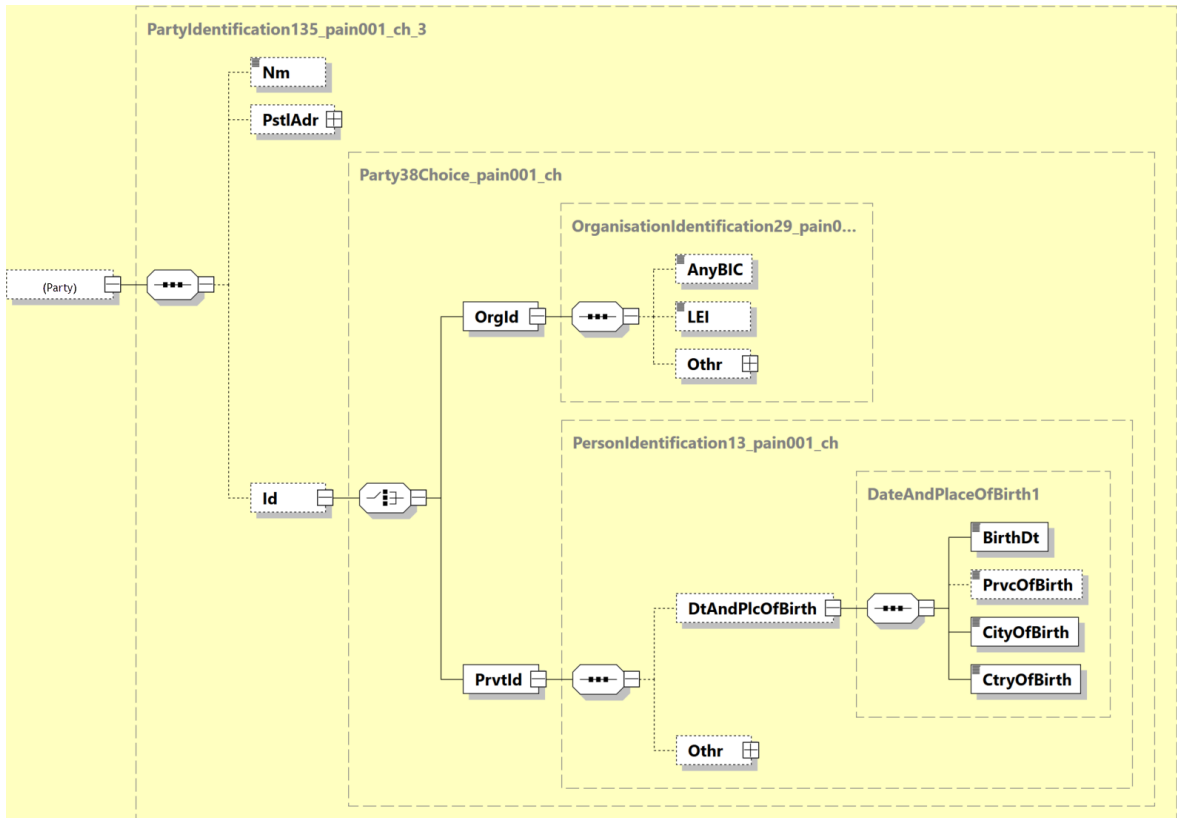 PartyIdentification135_pain001_ch_3
Nm
PstlAdr
Party38Choice_pain001_ch
OrganisationIdentification29_pain0...
AnyBIC
(Party)
OrgId
LEI
Othr
PersonIdentification13_pain001_ch
DateAndPlaceOfBirth1
Id
BirthDt
PrvcOfBirth
DtAndPlcOfBirth
CityOfBirth
PrvtId
CtryOfBirth
Othr